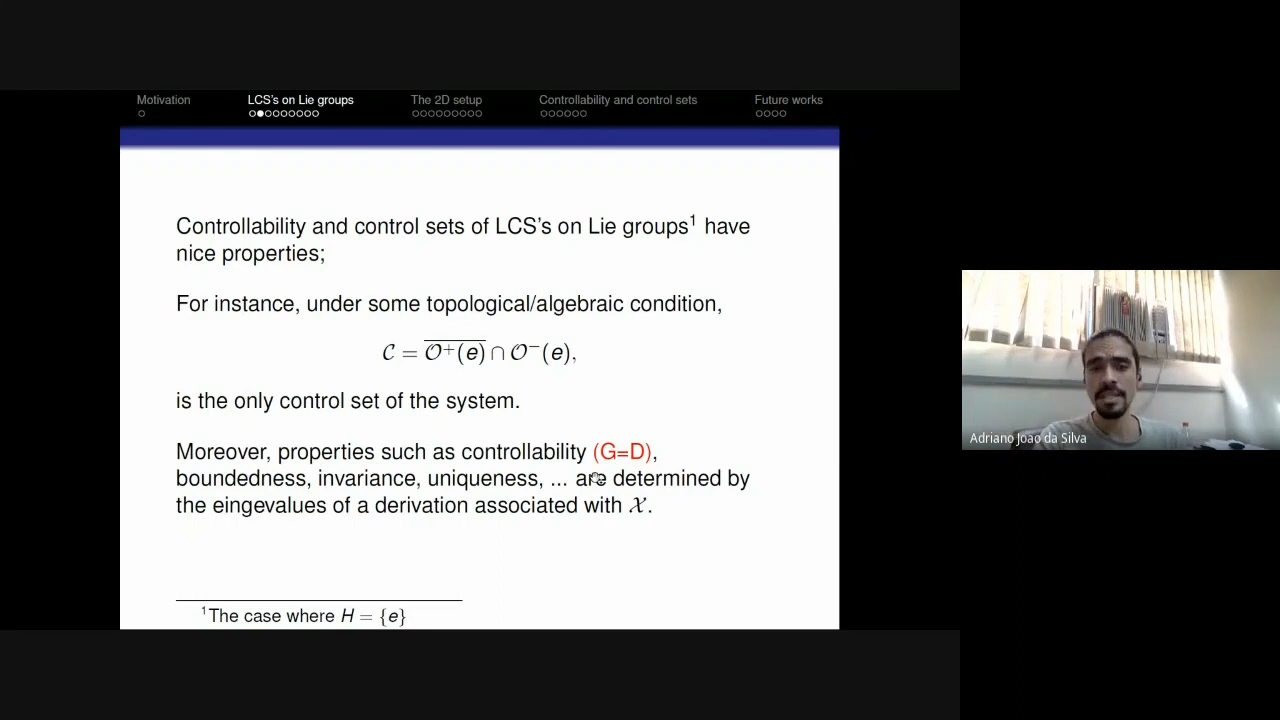 Motivation LCS's on Lie groups The 2D setup Controllability and control sets Future works
Controllability and control sets of LCS's on Lie groups¹ have
nice properties;
For instance, under some topological/algebraic condition,
𝒞 = \overline{𝒪⁺(e)} ∩ 𝒪⁻(e),
is the only control set of the system.
Moreover, properties such as controllability (G=D),
boundedness, invariance, uniqueness, ... are determined by
the eingevalues of a derivation associated with 𝒳.
¹The case where H = {e}
Adriano Joao da Silva